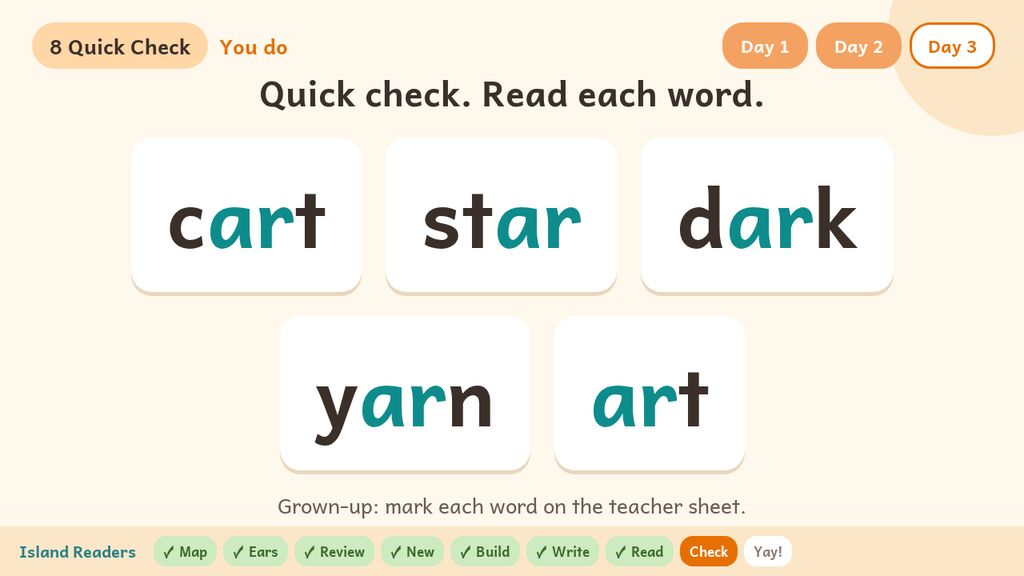 8 Quick Check You do Day 1 Day 2 Day 3
Quick check. Read each word.
cart star dark
yarn art
Grown-up: mark each word on the teacher sheet.
Island Readers ✓ Map ✓ Ears ✓ Review ✓ New ✓ Build ✓ Write ✓ Read Check Yay!